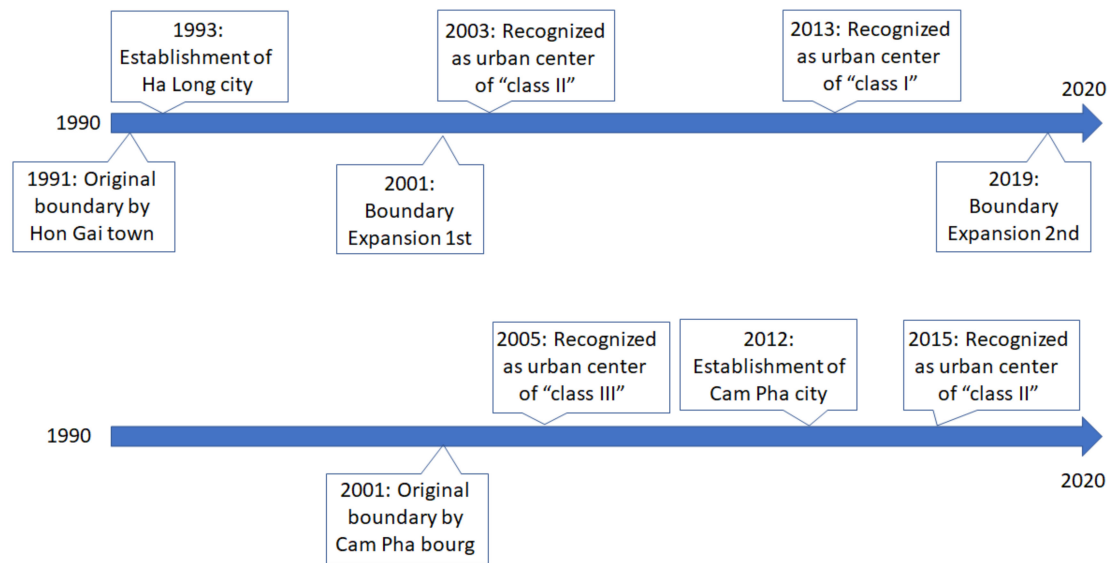 1993:
Establishment of
Ha Long city
2003: Recognized
as urban center
of “class II”
2013: Recognized
as urban center
of “class I”
2020
1990
1991: Original
boundary by
Hon Gai town
2001:
Boundary
Expansion 1st
2019:
Boundary
Expansion 2nd
2005: Recognized
as urban center
of “class III”
2012:
Establishment of
Cam Pha city
2015: Recognized
as urban center
of “class II”
1990
2020
2001: Original
boundary by
Cam Pha bourg